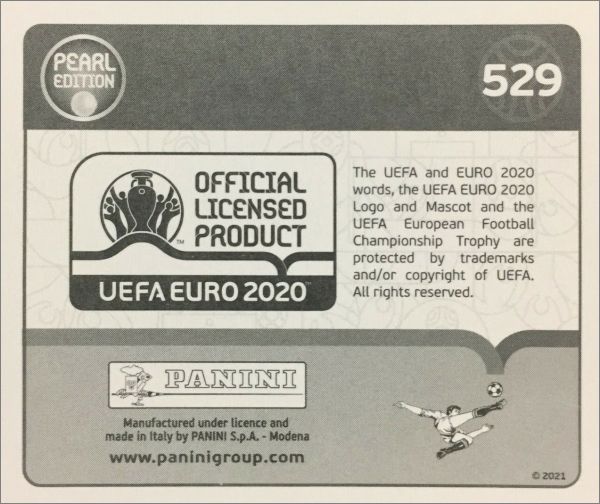 PEARL
EDITION
529
OFFICIAL
LICENSED
PRODUCT
TM
UEFA EURO 2020
The UEFA and EURO 2020
words, the UEFA EURO 2020
Logo and Mascot and the
UEFA European Football
Championship Trophy are
protected by trademarks
and/or copyright of UEFA.
All rights reserved.
PANINI
Manufactured under licence and
made in Italy by PANINI S.p.A. - Modena
www.paninigroup.com
© 2021